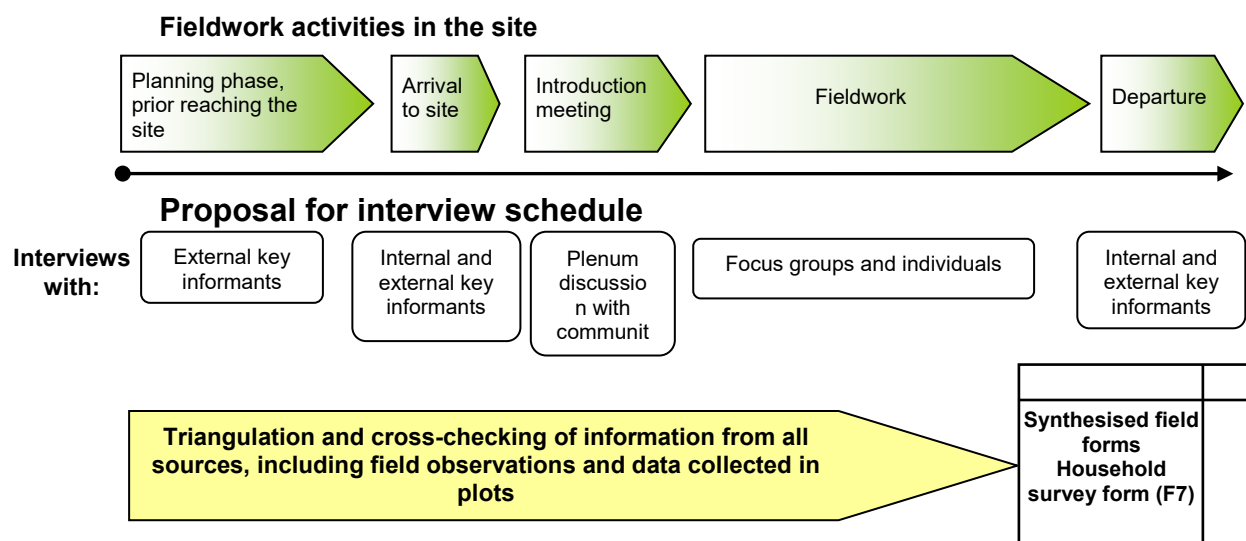 Fieldwork activities in the site
Planning phase,
prior reaching the
site
Arrival
to site
Introduction
meeting
Fieldwork
Departure
Proposal for interview schedule
Interviews
with:
External key
informants
Internal and
external key
informants
Plenum
discussio
n with
communit
Focus groups and individuals
Internal and
external key
informants
Triangulation and cross-checking of information from all
sources, including field observations and data collected in
plots
Synthesised field
forms
Household
survey form (F7)